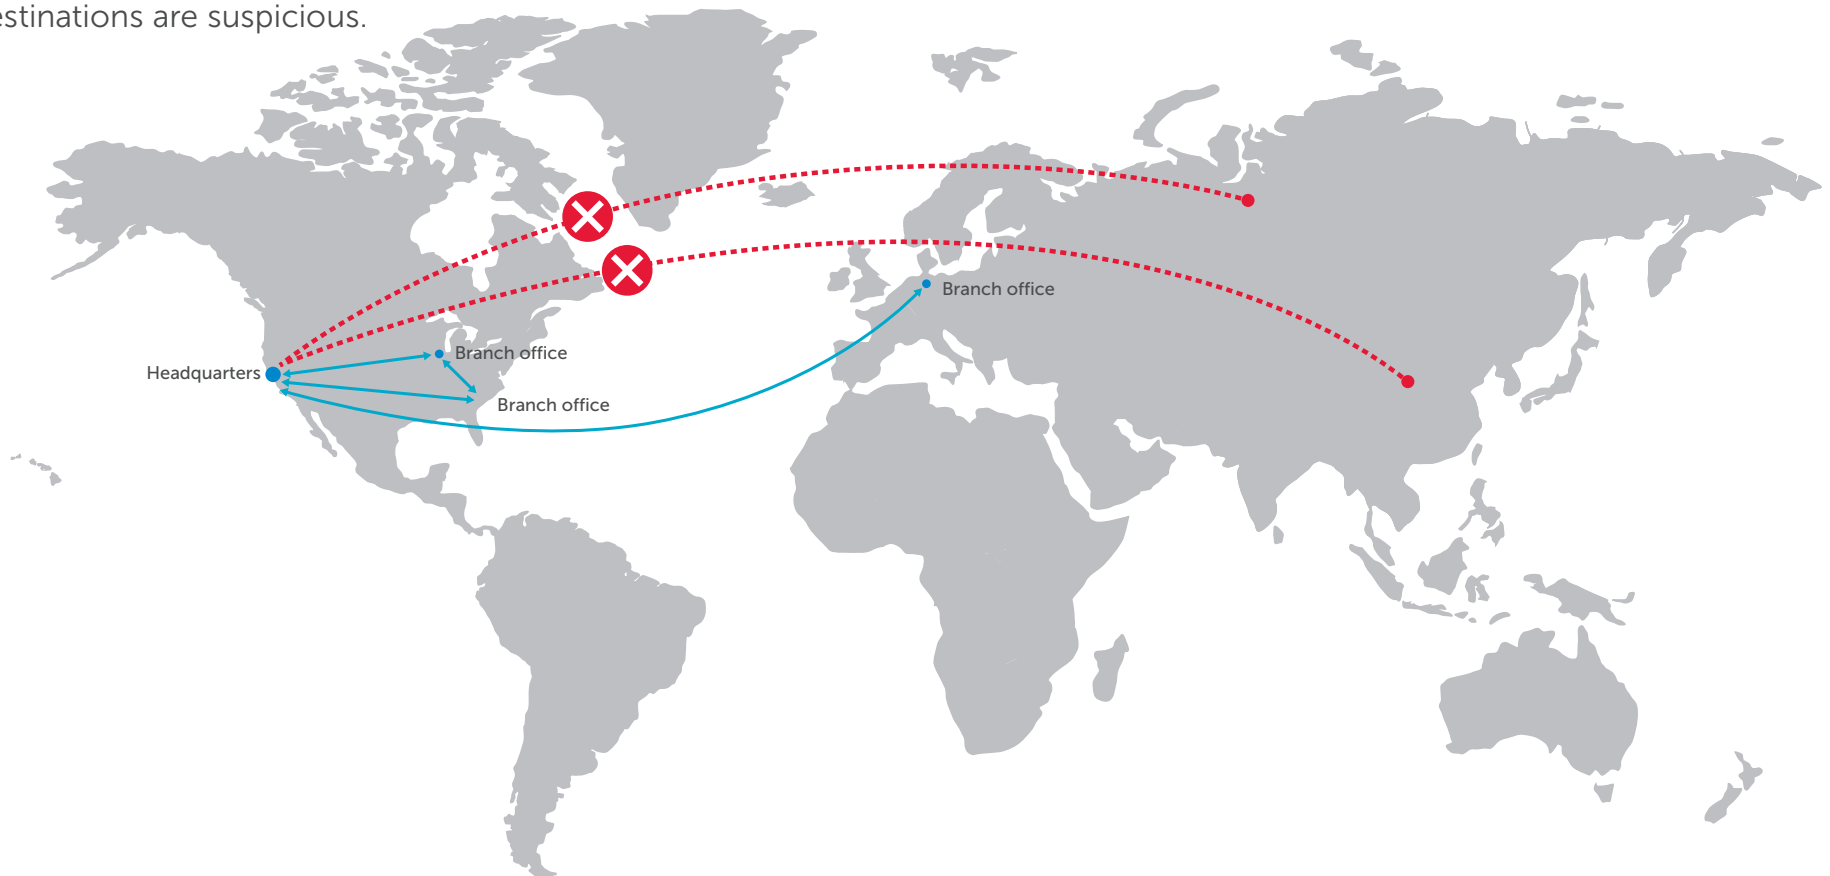 estinations are suspicious.
Branch office
Branch office
Headquarters
Branch office